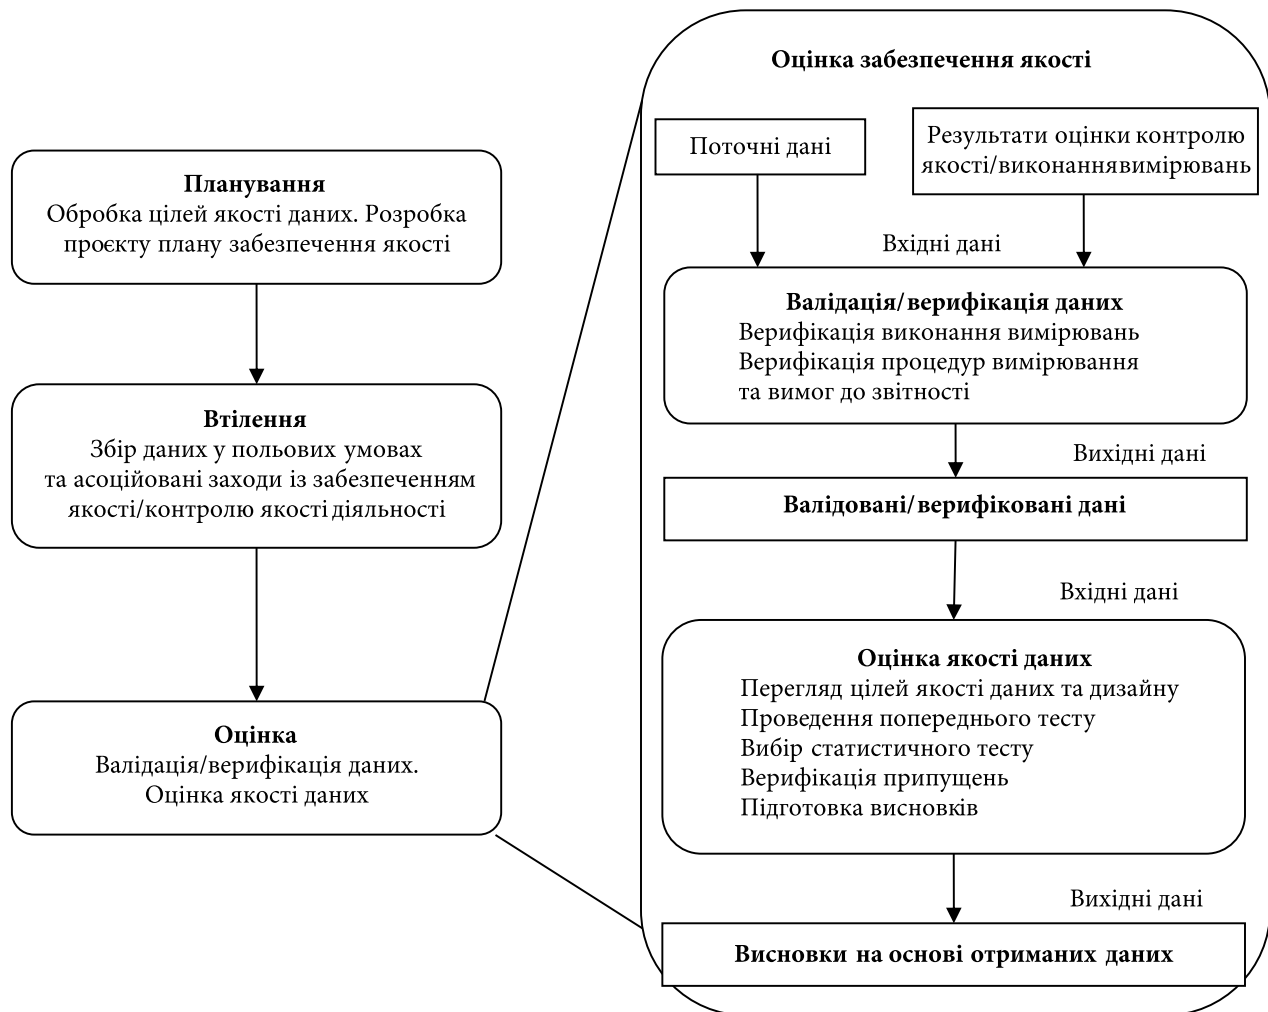 Планування
Обробка цілей якості даних. Розробка
проєкту плану забезпечення якості
Втілення
Збір даних у польових умовах
та асоційовані заходи із забезпеченням
якості/контролю якості діяльності
Оцінка
Валідація/верифікація даних.
Оцінка якості даних
Оцінка забезпечення якості
Поточні дані
Результати оцінки контролю
якості/виконання вимірювань
Вхідні дані
Валідація/верифікація даних
Верифікація виконання вимірювань
Верифікація процедур вимірювання
та вимог до звітності
Вихідні дані
Валідовані/верифіковані дані
Вхідні дані
Оцінка якості даних
Перегляд цілей якості даних та дизайну
Проведення попереднього тесту
Вибір статистичного тесту
Верифікація припущень
Підготовка висновків
Вихідні дані
Висновки на основі отриманих даних